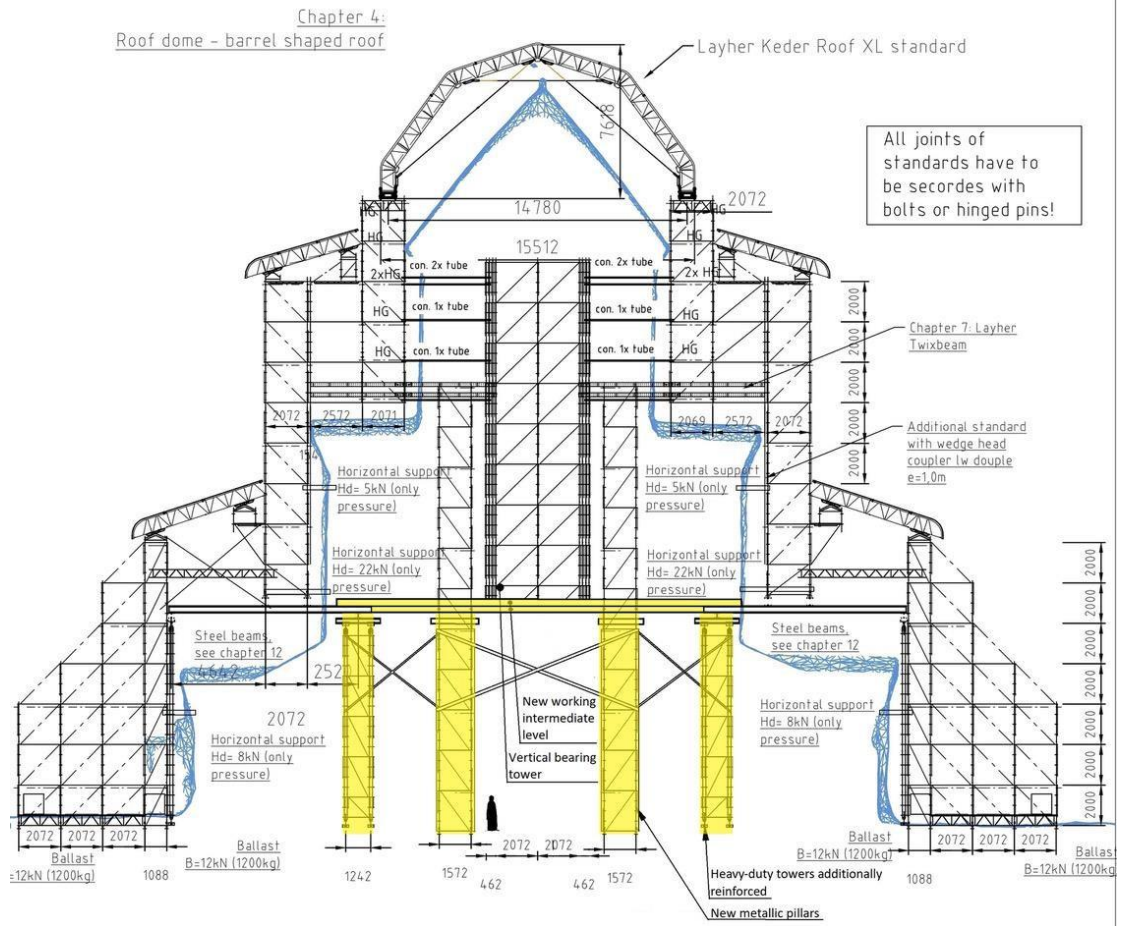 Chapter 4:
Roof dome - barrel shaped roof
Layher Keder Roof XL standard
7618
All joints of
standards have to
be secordes with
bolts or hinged pins!
HG
14780
2072
HG
HG
HG
15512
HG
2xHG
con. 2x tube
con. 2x tube
2x HG
HG
con. 1x tube
con. 1x tube
HG
HG
con. 1x tube
con. 1x tube
HG
2000
2000
2000
2000
2000
Chapter 7: Layher
Twixbeam
2072
2572
2071
2069
2572
2072
Additional standard
with wedge head
coupler lw douple
e=1,0m
Horizontal support
Hd= 5kN (only
pressure)
Horizontal support
Hd= 5kN (only
pressure)
Horizontal support
Hd= 22kN (only
pressure)
Horizontal support
Hd= 22kN (only
pressure)
2000
2000
2000
2000
2000
2000
2000
Steel beams,
see chapter 12
4642
Steel beams,
see chapter 12
2072
New working
intermediate
level
Vertical bearing
tower
Horizontal support
Hd= 8kN (only
pressure)
Horizontal support
Hd= 8kN (only
pressure)
2072
2072
2072
2072
2072
2072
2072
Ballast
B=12kN (1200kg)
1088
Ballast
B=12kN (1200kg)
1242
1572
462
462
1572
Heavy-duty towers additionally
reinforced
New metallic pillars
Ballast
B=12kN (1200kg)
1088
Ballast
B=12kN (1200kg)